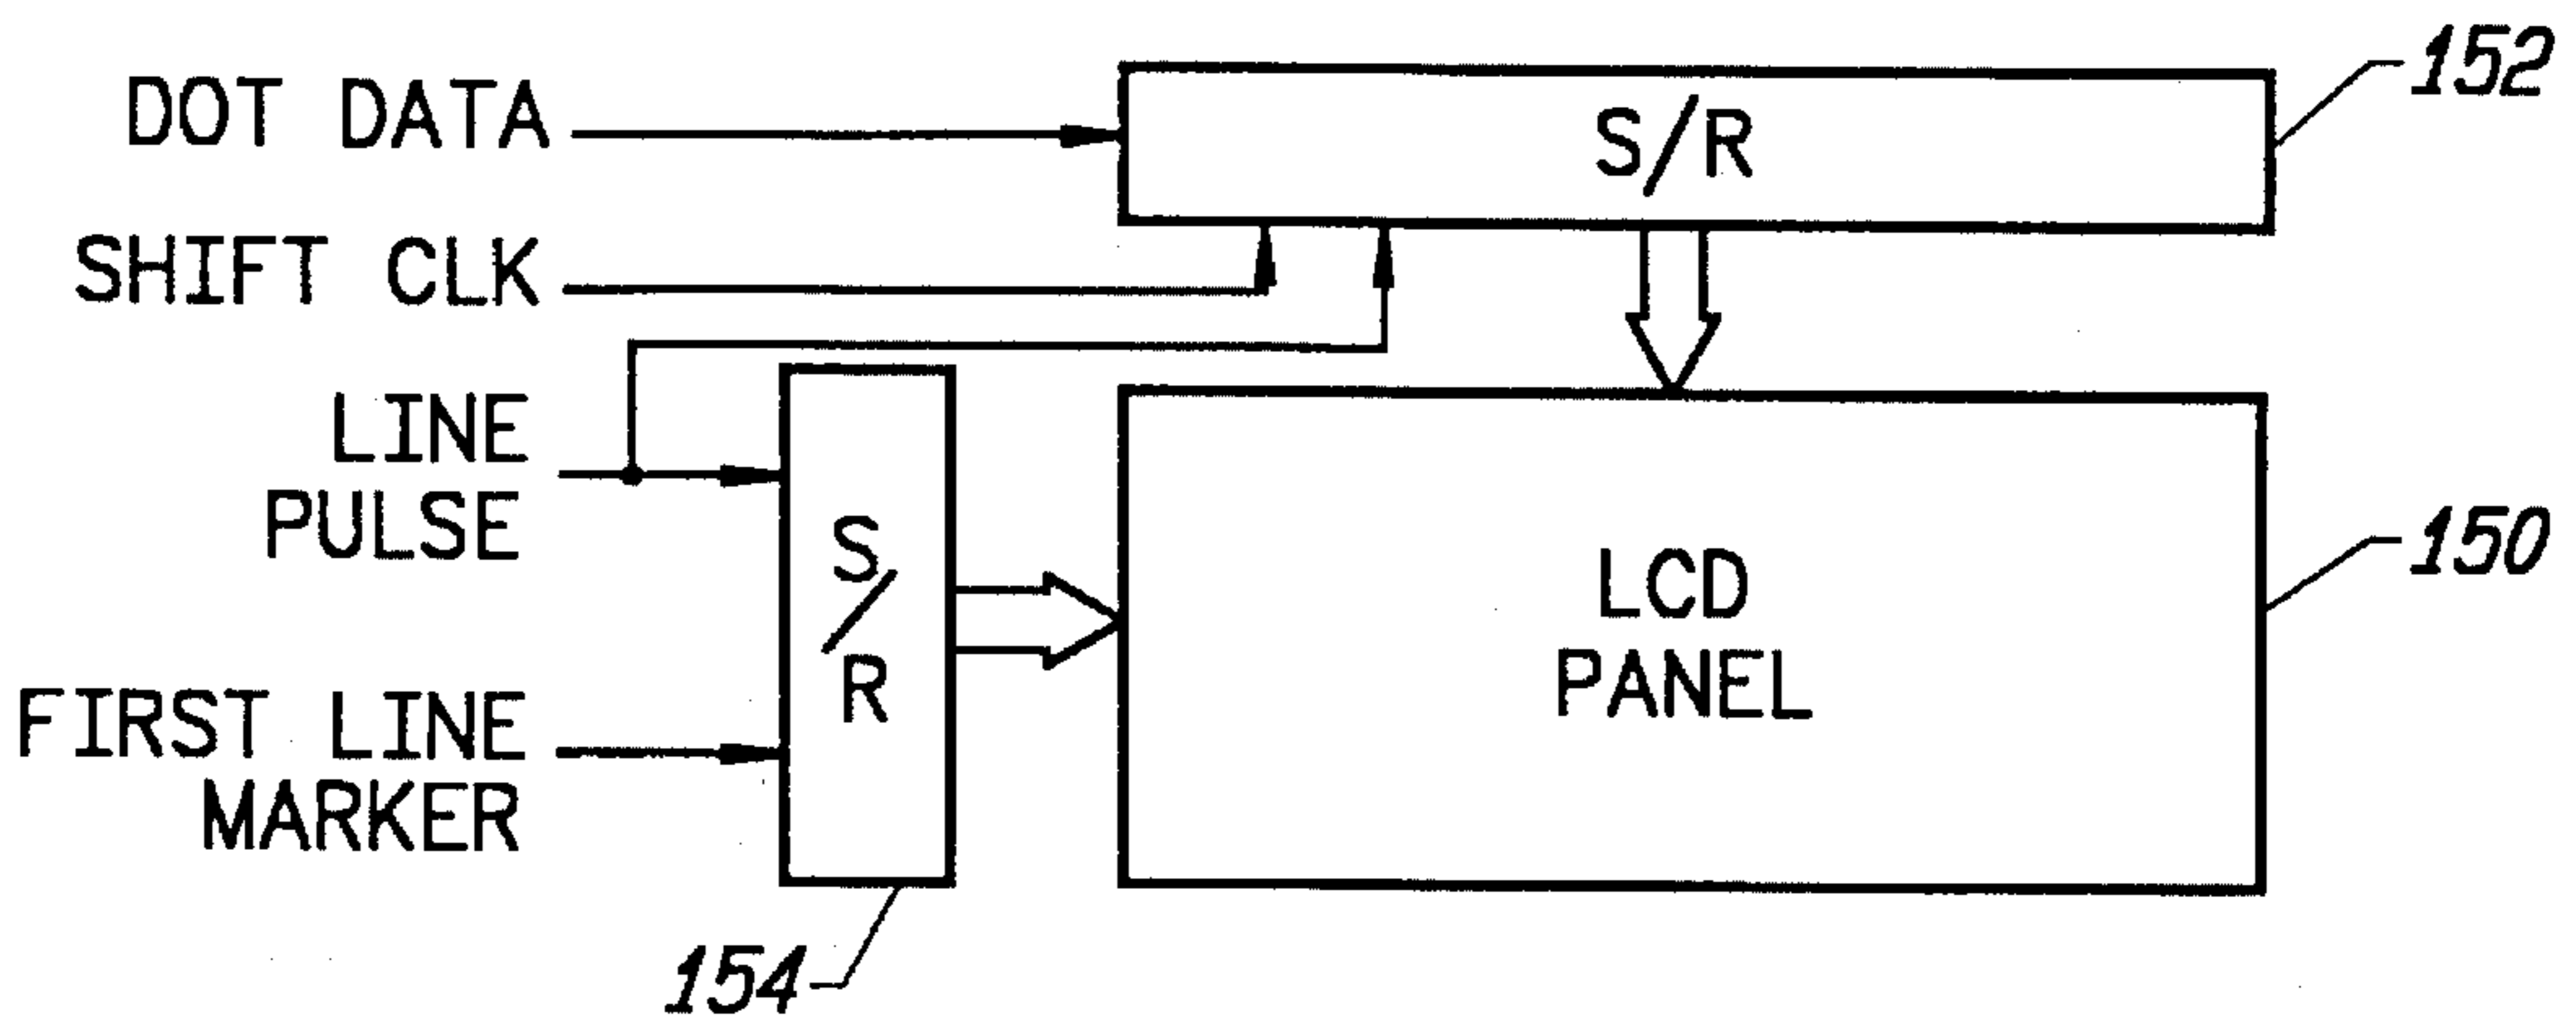 152
DOT DATA
S/R
SHIFT CLK
LINE
PULSE
S
/
R
150
LCD
PANEL
FIRST LINE
MARKER
154